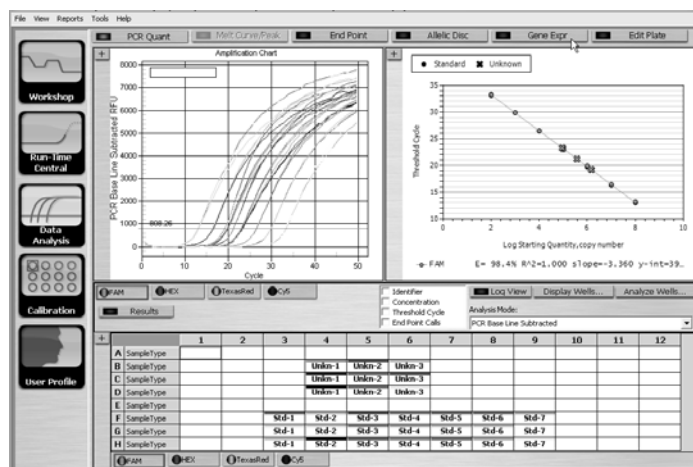 File View Reports Tools Help
PCR Quant Melt Curve/Peak End Point Allelic Disc Gene Expr Edit Plate
Workshop
Run-Time Central
Data Analysis
Calibration
User Profile
Amplification Chart
8000
7000
6000
5000
4000
3000
2000
1000
0
PCR Base Line Subtracted RFU
808.26
0 10 20 30 40 50
Cycle
Standard Unknown
35
30
25
20
15
10
Threshold Cycle
0 2 4 6 8 10
Log Starting Quantity, copy number
FAM E= 98.4% R^2=1.000 slope=-3.360 y-int=39...
FAM HEX TexasRed Cy5
Identifier
Concentration
Threshold Cycle
End Point Calls
Log View Display Wells... Analyze Wells...
Results
Analysis Mode:
PCR Base Line Subtracted
1 2 3 4 5 6 7 8 9 10 11 12
A SampleType
B SampleType Unkn-1 Unkn-2 Unkn-3
C SampleType Unkn-1 Unkn-2 Unkn-3
D SampleType Unkn-1 Unkn-2 Unkn-3
E SampleType
F SampleType Std-1 Std-2 Std-3 Std-4 Std-5 Std-6 Std-7
G SampleType Std-1 Std-2 Std-3 Std-4 Std-5 Std-6 Std-7
H SampleType Std-1 Std-2 Std-3 Std-4 Std-5 Std-6 Std-7
FAM HEX TexasRed Cy5